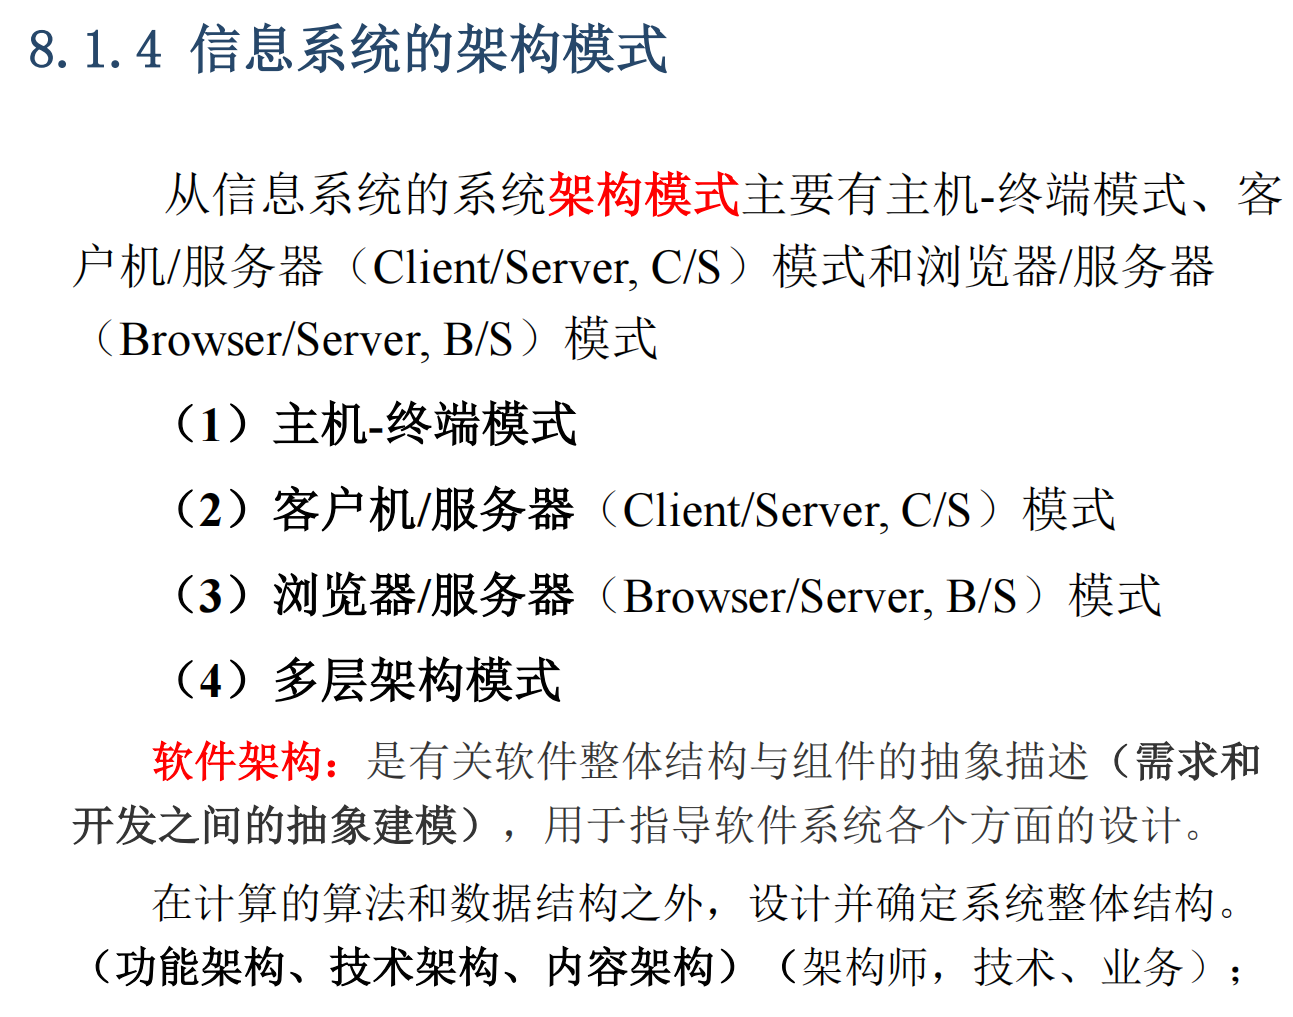 8.1.4 信息系统的架构模式
从信息系统的系统架构模式主要有主机-终端模式、客
户机/服务器（Client/Server, C/S）模式和浏览器/服务器
（Browser/Server, B/S）模式
（1）主机-终端模式
（2）客户机/服务器（Client/Server, C/S）模式
（3）浏览器/服务器（Browser/Server, B/S）模式
（4）多层架构模式
软件架构：是有关软件整体结构与组件的抽象描述（需求和
开发之间的抽象建模），用于指导软件系统各个方面的设计。
在计算的算法和数据结构之外，设计并确定系统整体结构。
（功能架构、技术架构、内容架构）（架构师，技术、业务）；